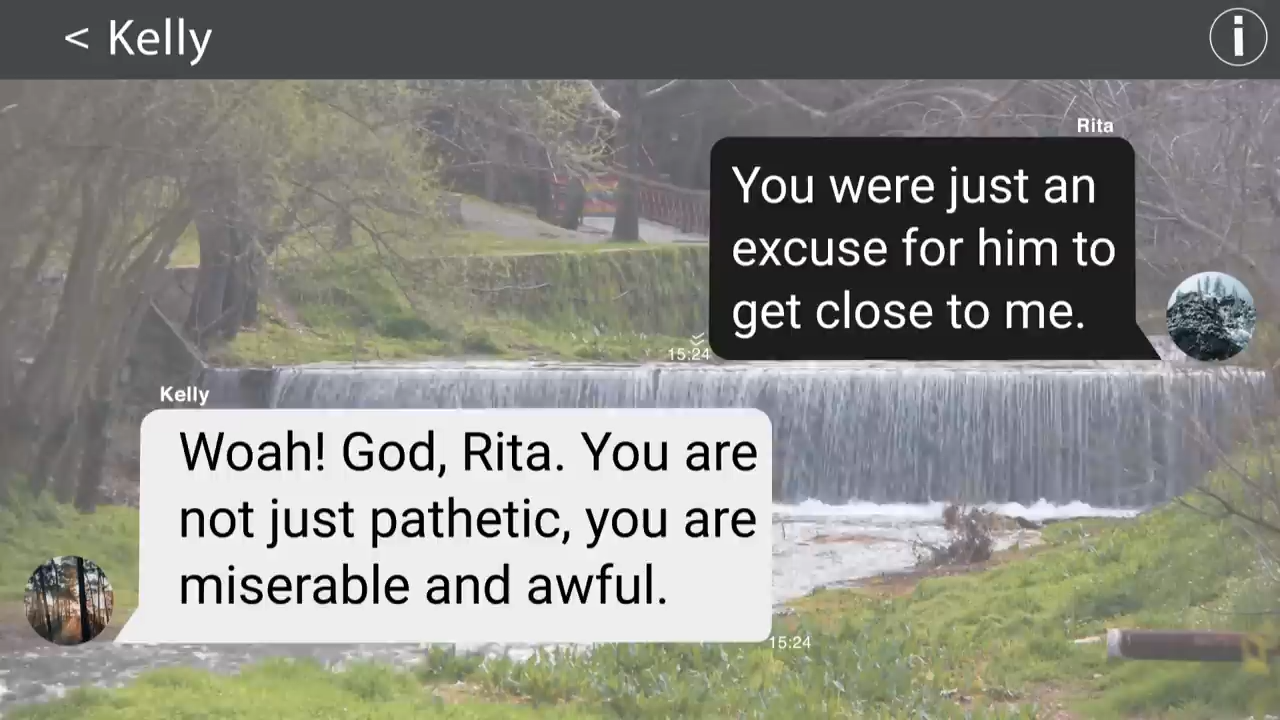 < Kelly
i
Rita
You were just an
excuse for him to
get close to me.
15:24
Kelly
Woah! God, Rita. You are
not just pathetic, you are
miserable and awful.
15:24